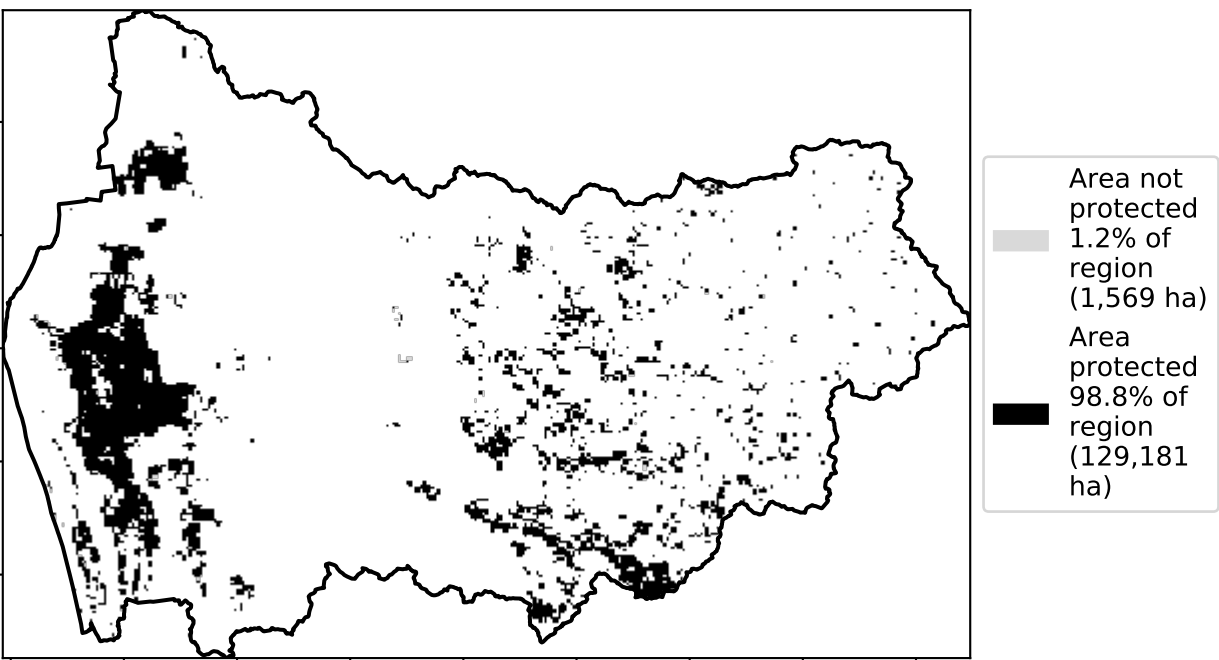 Area not
protected
1.2% of
region
(1,569 ha)
Area
protected
98.8% of
region
(129,181
ha)